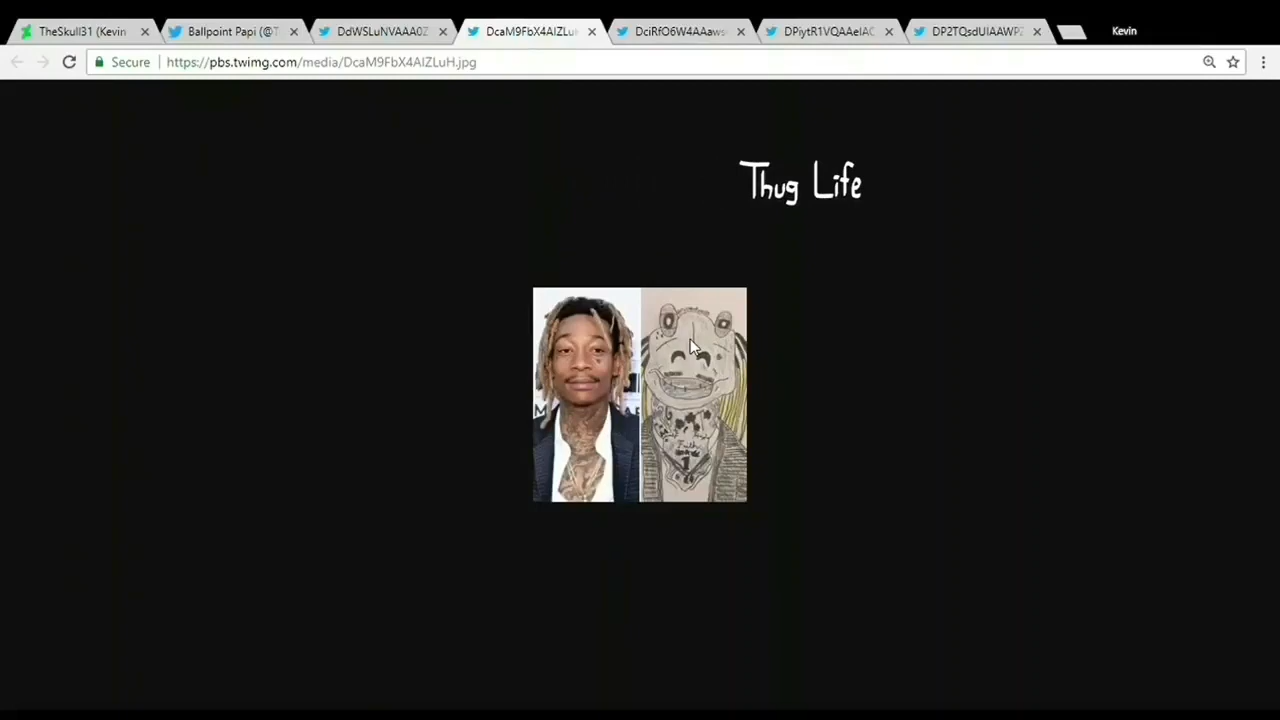 TheSkull31 (Kevin
Ballpoint Papi (@T
DdWSLuNVAAA0Z
DcaM9FbX4AIZLu
DciRfO6W4AAaws
DPiytR1VQAAeIAC
DP2TQsdUIAAWPZ
Kevin
Secure
https://pbs.twimg.com/media/DcaM9FbX4AIZLuH.jpg
Thug Life